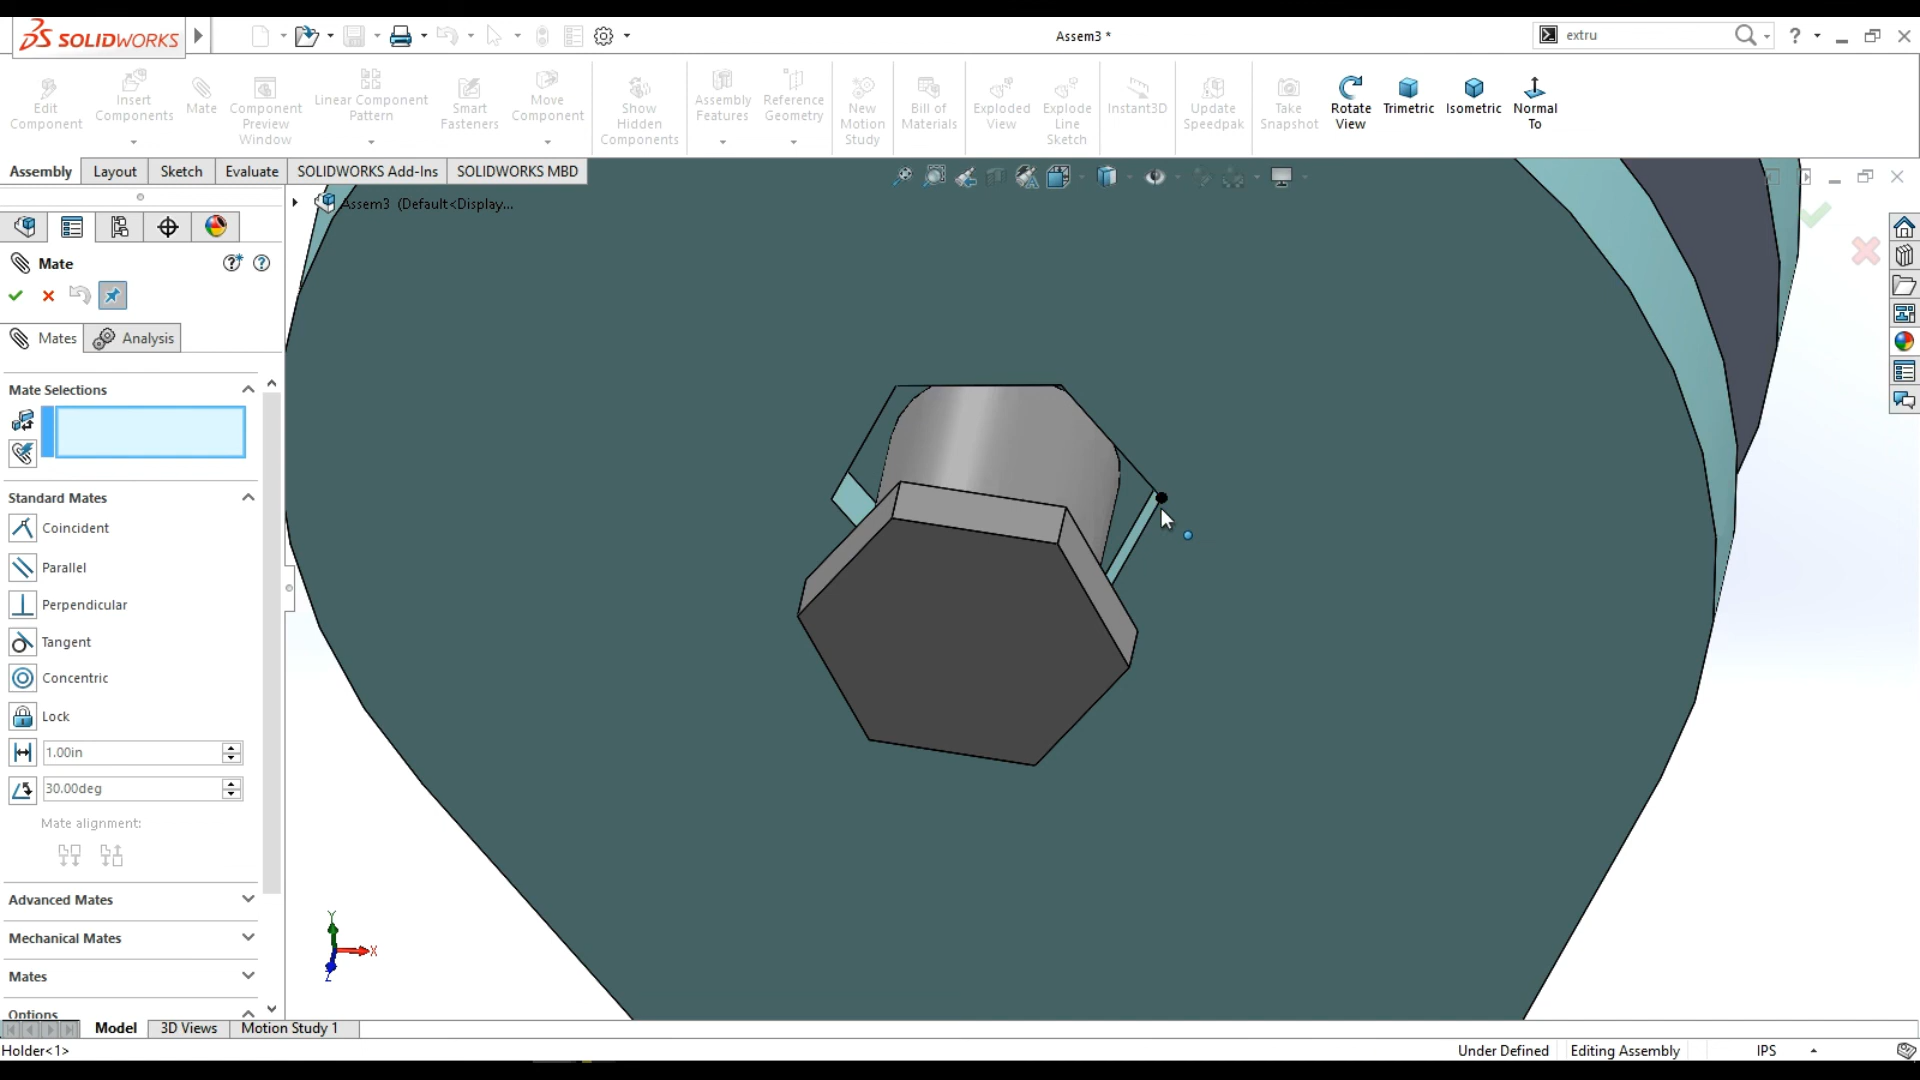 SOLIDWORKS
Assem3 *
extru
?
Edit Component
Insert Components
Mate
Component Preview Window
Linear Component Pattern
Smart Fasteners
Move Component
Show Hidden Components
Assembly Features
Reference Geometry
New Motion Study
Bill of Materials
Exploded View
Explode Line Sketch
Instant3D
Update Speedpak
Take Snapshot
Rotate View
Trimetric
Isometric
Normal To
Assembly
Layout
Sketch
Evaluate
SOLIDWORKS Add-Ins
SOLIDWORKS MBD
Assem3 (Default<Display...
Mate
Mates
Analysis
Mate Selections
Standard Mates
Coincident
Parallel
Perpendicular
Tangent
Concentric
Lock
1.00in
30.00deg
Mate alignment:
Advanced Mates
Mechanical Mates
Mates
Options
Y
X
Z
Model
3D Views
Motion Study 1
Holder<1>
Under Defined
Editing Assembly
IPS